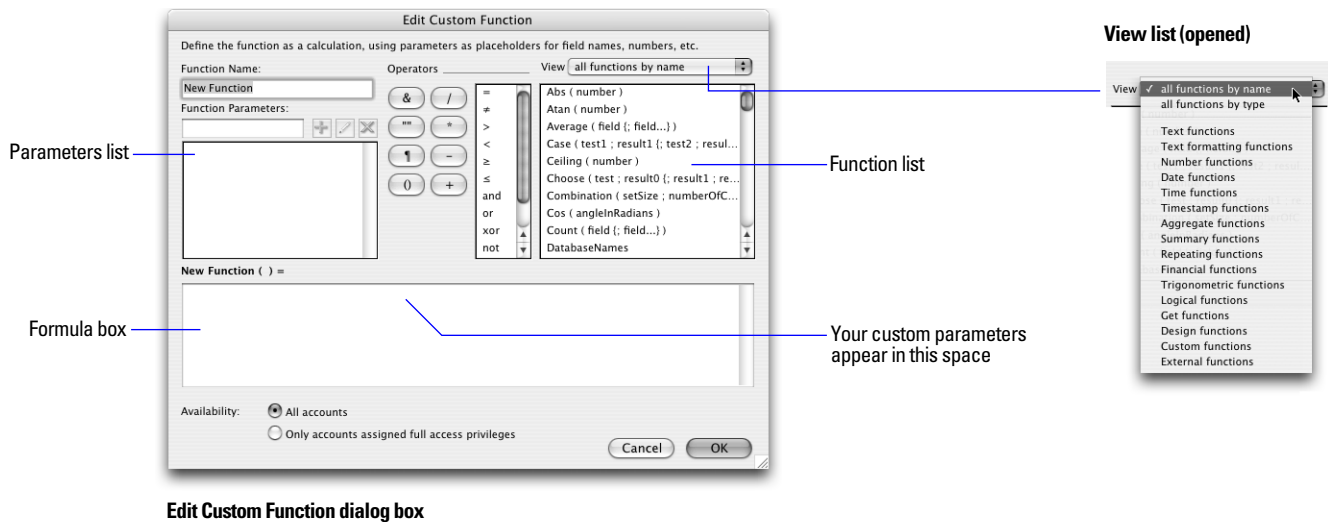 Edit Custom Function
Define the function as a calculation, using parameters as placeholders for field names, numbers, etc.
Function Name:
New Function
Function Parameters:
Operators
&
/
""
*
¶
-
()
+
=
≠
>
<
≥
≤
and
or
xor
not
View all functions by name
Abs ( number )
Atan ( number )
Average ( field {; field...} )
Case ( test1 ; result1 {; test2 ; resul...
Ceiling ( number )
Choose ( test ; result0 {; result1 ; re...
Combination ( setSize ; numberOfC...
Cos ( angleInRadians )
Count ( field {; field...} )
DatabaseNames
New Function ( ) =
Availability:
All accounts
Only accounts assigned full access privileges
Cancel
OK
Parameters list
Formula box
Function list
Your custom parameters
appear in this space
Edit Custom Function dialog box
View list (opened)
View ✓ all functions by name
all functions by type
Text functions
Text formatting functions
Number functions
Date functions
Time functions
Timestamp functions
Aggregate functions
Summary functions
Repeating functions
Financial functions
Trigonometric functions
Logical functions
Get functions
Design functions
Custom functions
External functions